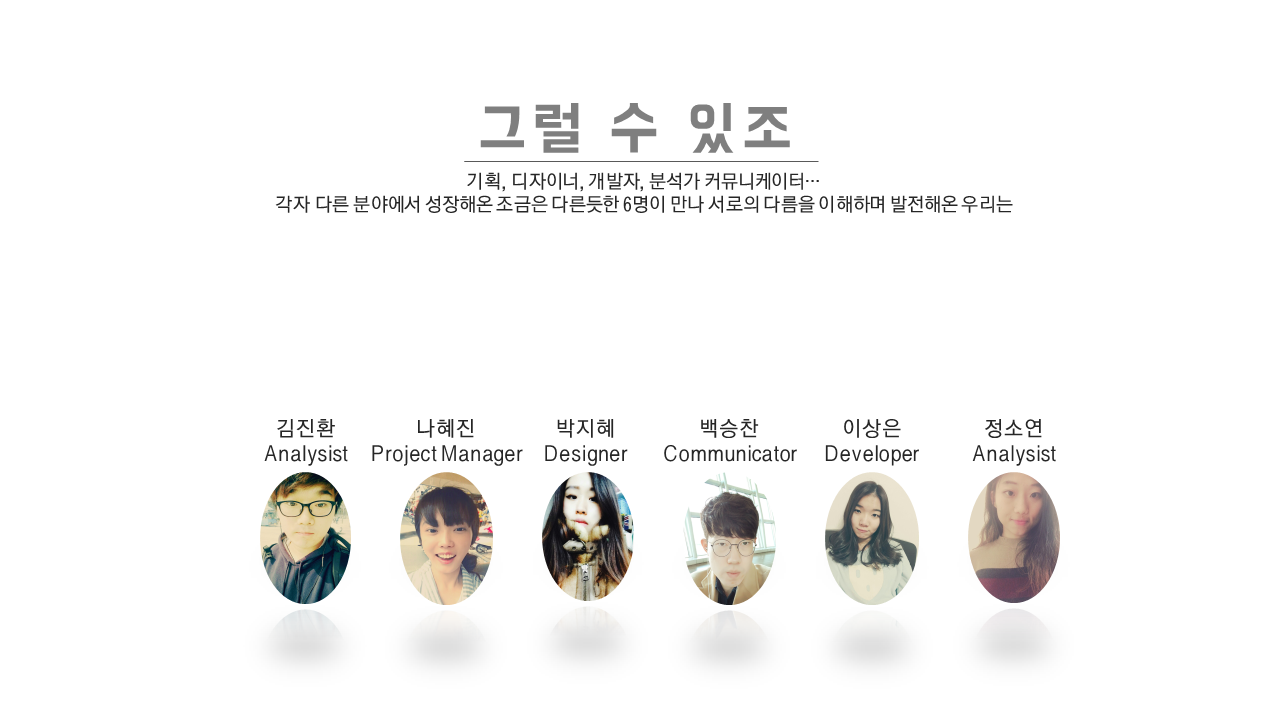 그럴 수 있조
기획, 디자이너, 개발자, 분석가 커뮤니케이터…
각자 다른 분야에서 성장해온 조금은 다른듯한 6명이 만나 서로의 다름을 이해하며 발전해온 우리는
김진환 나혜진 박지혜 백승찬 이상은 정소연
Analysist Project Manager Designer Communicator Developer Analysist